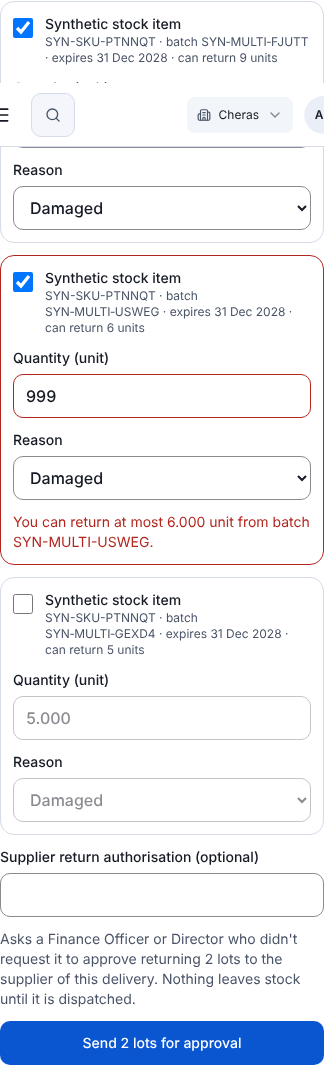 Synthetic stock item
SYN-SKU-PTNNQT · batch SYN-MULTI-FJUTT
· expires 31 Dec 2028 · can return 9 units
Cheras
A
Reason
Damaged
Synthetic stock item
SYN-SKU-PTNNQT · batch
SYN-MULTI-USWEG · expires 31 Dec 2028 ·
can return 6 units
Quantity (unit)
999
Reason
Damaged
You can return at most 6.000 unit from batch
SYN-MULTI-USWEG.
Synthetic stock item
SYN-SKU-PTNNQT · batch
SYN-MULTI-GEXD4 · expires 31 Dec 2028 ·
can return 5 units
Quantity (unit)
5.000
Reason
Damaged
Supplier return authorisation (optional)
Asks a Finance Officer or Director who didn't
request it to approve returning 2 lots to the
supplier of this delivery. Nothing leaves stock
until it is dispatched.
Send 2 lots for approval